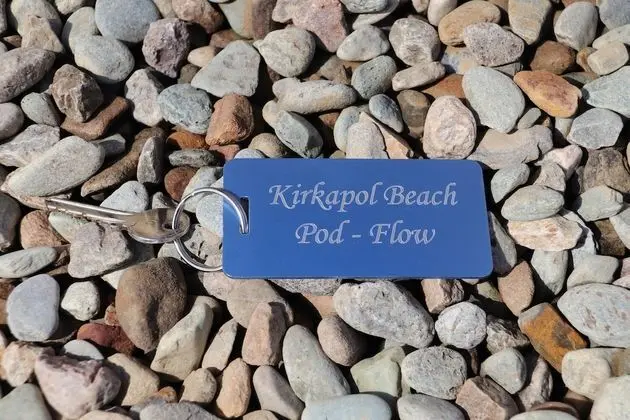 Kirkapol Beach
Pod - Flow